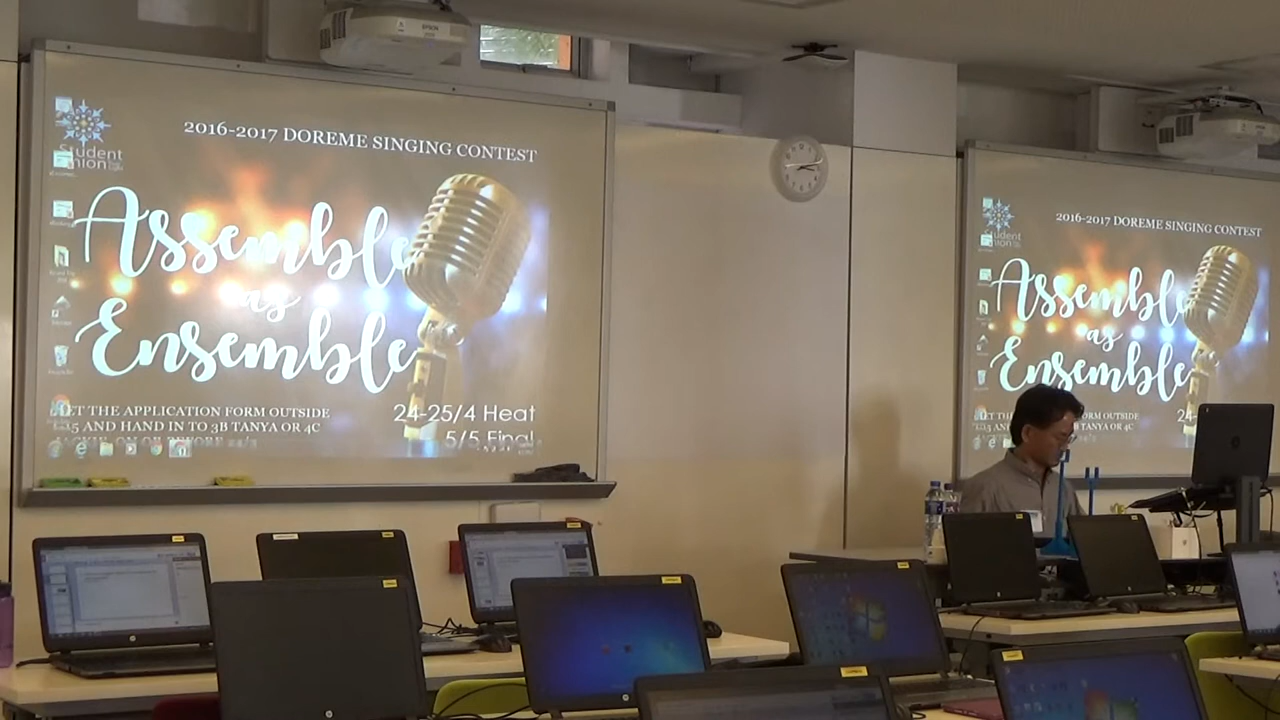 EPSON
2016-2017 DOREME SINGING CONTEST
Student
Assemble
as
Ensemble
THE APPLICATION FORM OUTSIDE
AND HAND IN TO 3B TANYA OR 4C
24-25/4 Heat
5/5 Final
2016-2017 DOREME SINGING CONTEST
Assemble
as
Ensemble
FORM OUTSIDE
TANYA OR 4C